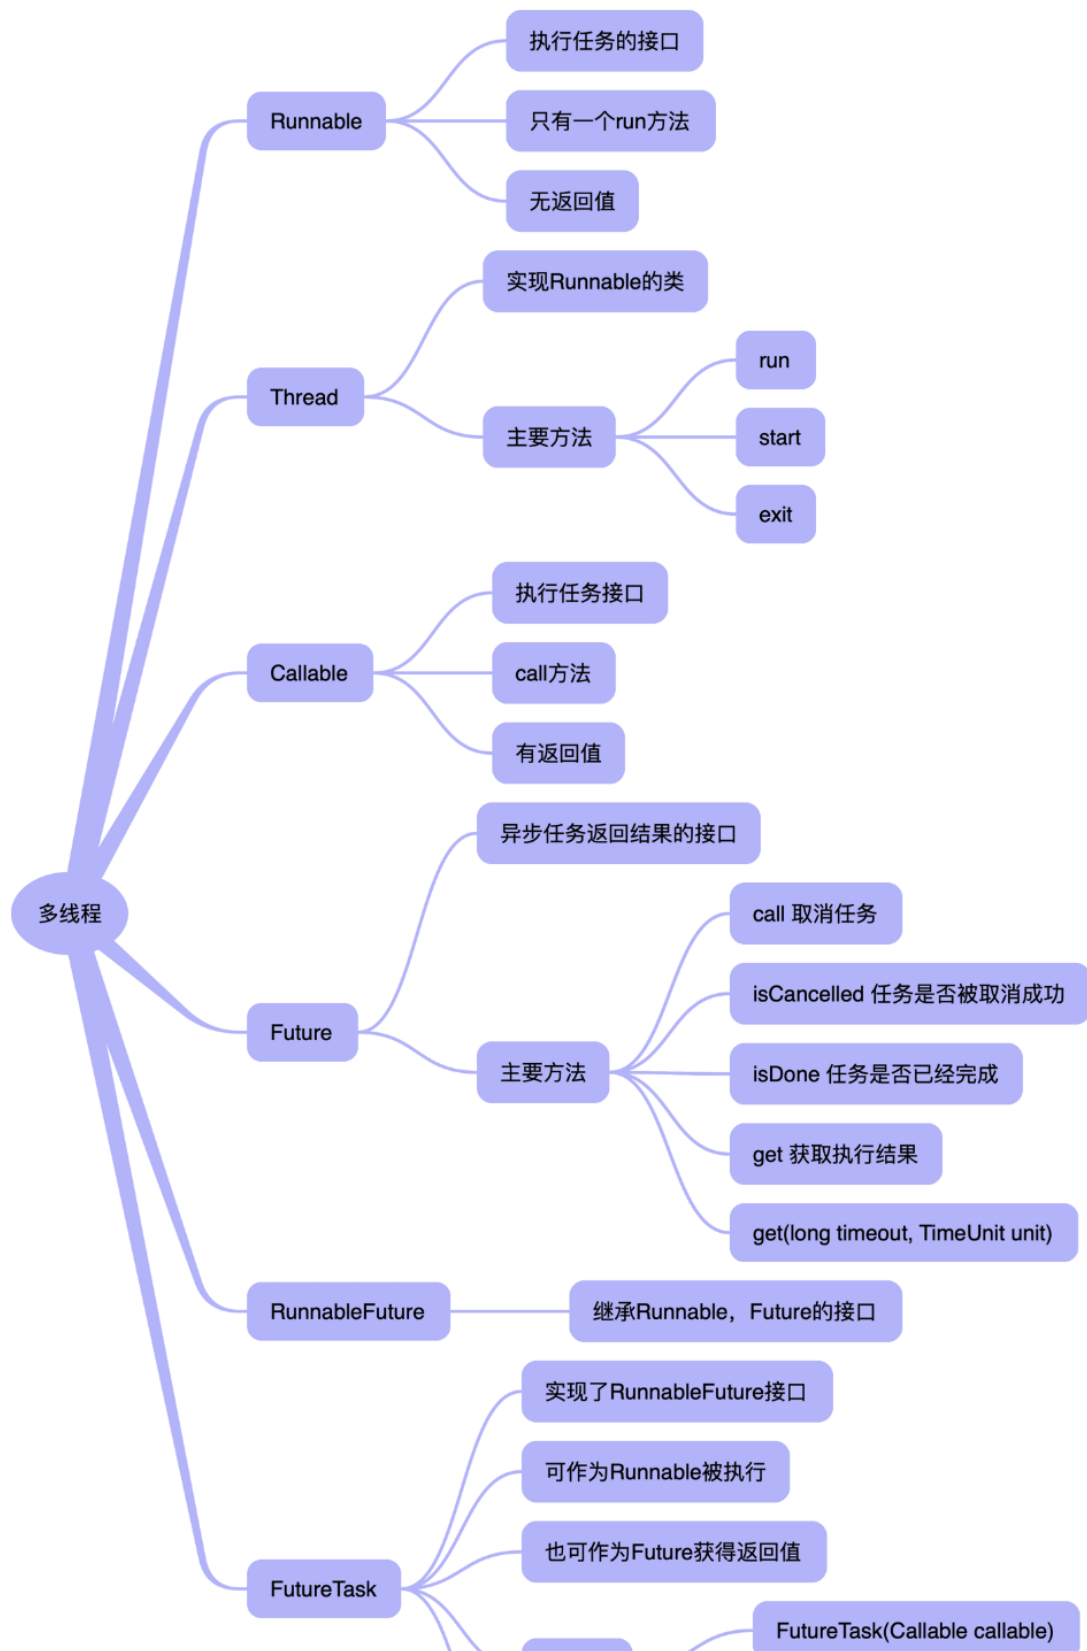 多线程
Runnable
执行任务的接口
只有一个run方法
无返回值
Thread
实现Runnable的类
主要方法
run
start
exit
Callable
执行任务接口
call方法
有返回值
Future
异步任务返回结果的接口
主要方法
call 取消任务
isCancelled 任务是否被取消成功
isDone 任务是否已经完成
get 获取执行结果
get(long timeout, TimeUnit unit)
RunnableFuture
继承Runnable，Future的接口
FutureTask
实现了RunnableFuture接口
可作为Runnable被执行
也可作为Future获得返回值
FutureTask(Callable callable)